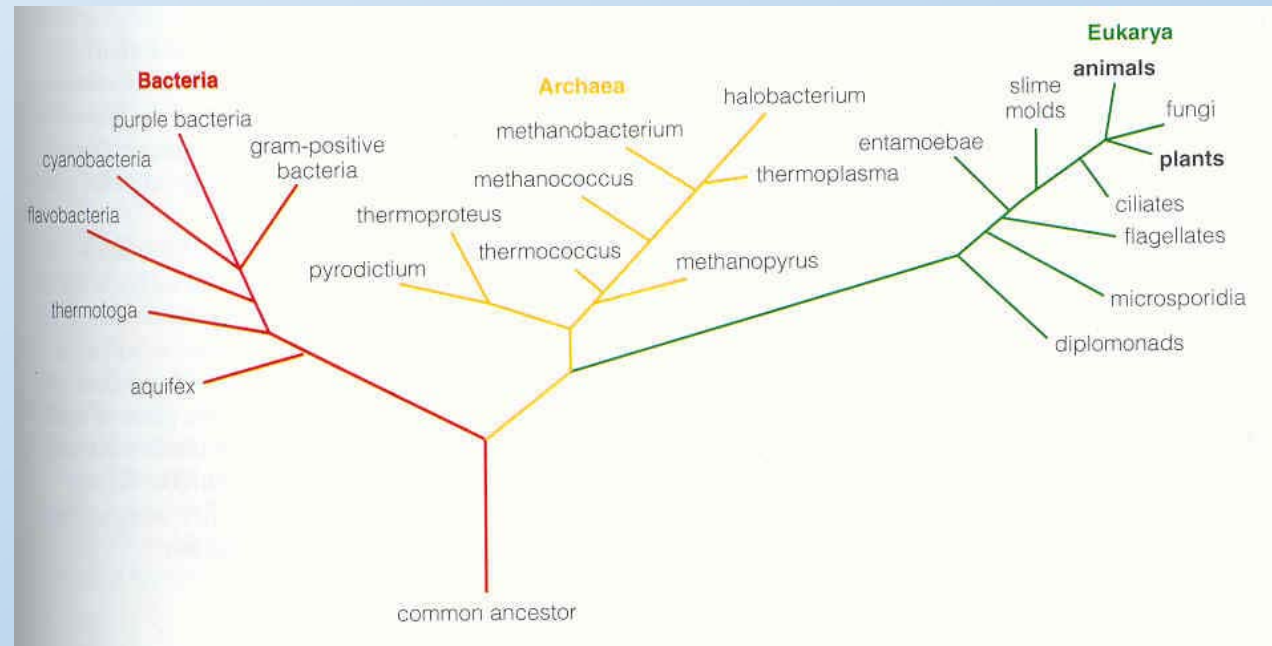 Bacteria
purple bacteria
cyanobacteria
gram-positive
bacteria
flavobacteria
thermotoga
aquifex
Archaea
halobacterium
methanobacterium
thermoplasma
methanococcus
thermoproteus
thermococcus
methanopyrus
pyrodictium
Eukarya
animals
slime
molds
fungi
entamoebae
plants
ciliates
flagellates
microsporidia
diplomonads
common ancestor